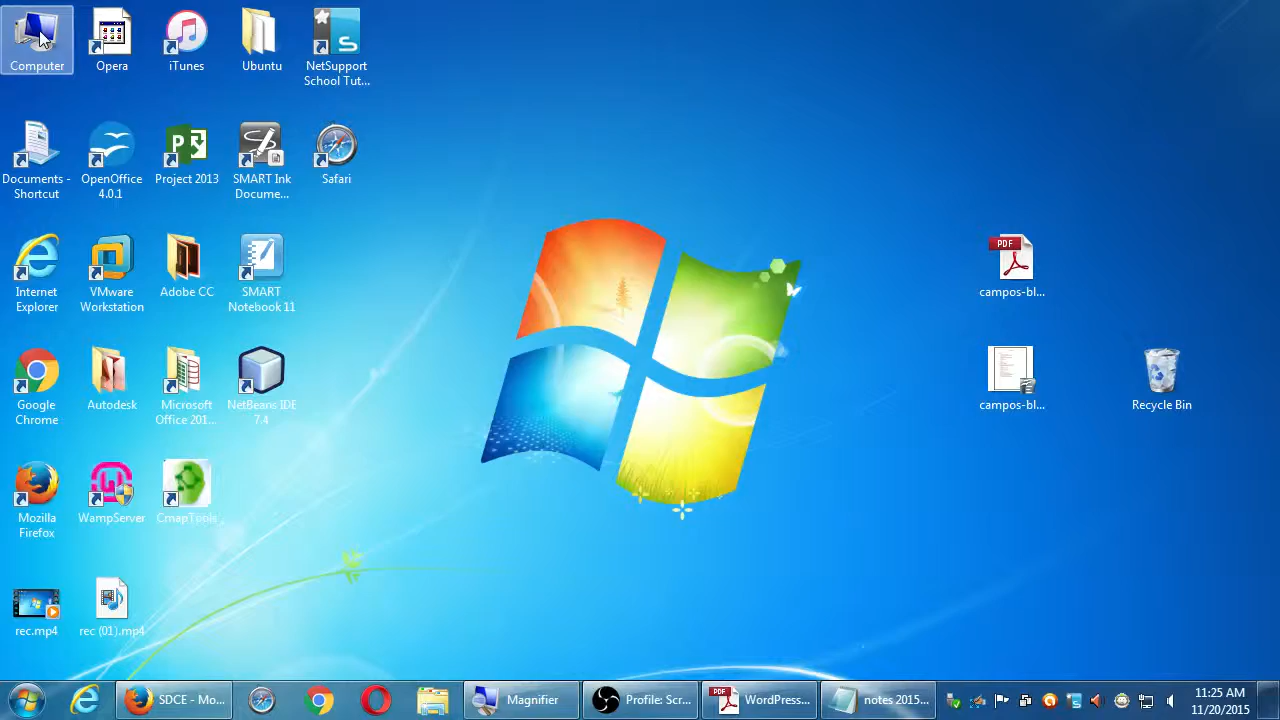 Computer
Opera
iTunes
Ubuntu
NetSupport
School Tut...
Documents -
Shortcut
OpenOffice
4.0.1
Project 2013
SMART Ink
Docume...
Safari
Internet
Explorer
VMware
Workstation
Adobe CC
SMART
Notebook 11
PDF
campos-bl...
Google
Chrome
Autodesk
Microsoft
Office 201...
NetBeans IDE
7.4
campos-bl...
Recycle Bin
Mozilla
Firefox
WampServer
CmapTools
rec.mp4
rec (01).mp4
SDCE - Mo...
Magnifier
Profile: Scr...
PDF
WordPress...
notes 2015...
11:25 AM
11/20/2015